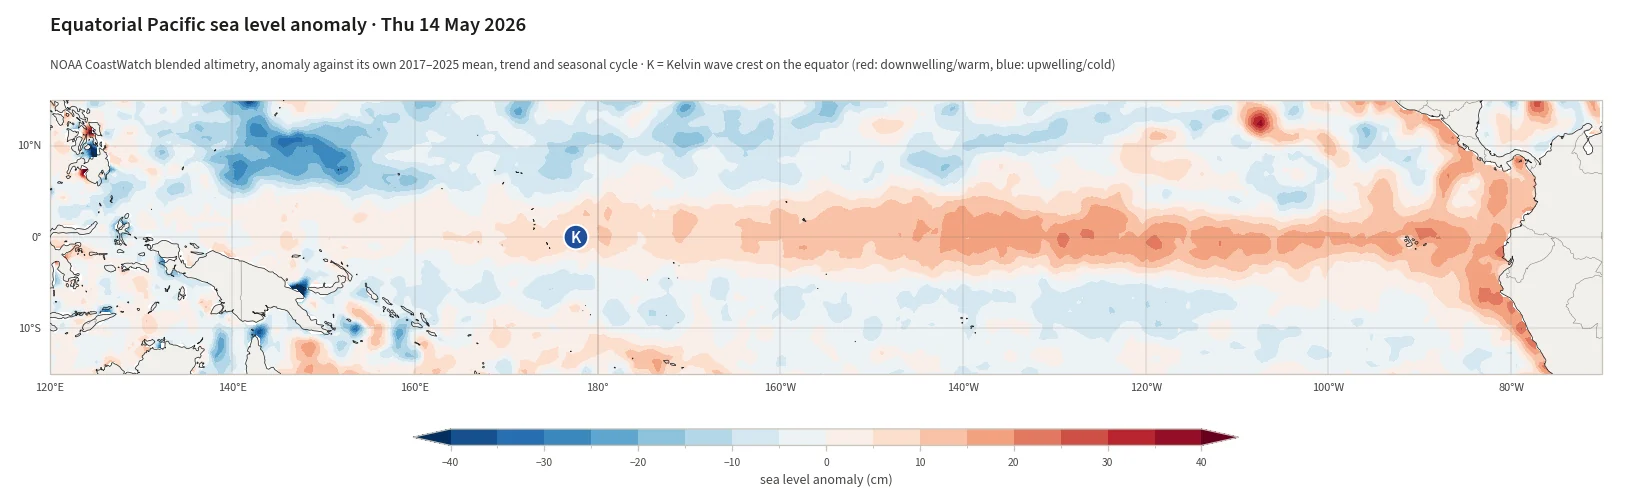 Equatorial Pacific sea level anomaly · Thu 14 May 2026
NOAA CoastWatch blended altimetry, anomaly against its own 2017–2025 mean, trend and seasonal cycle · K = Kelvin wave crest on the equator (red: downwelling/warm, blue: upwelling/cold)
10°N
0°
K
10°S
120°E 140°E 160°E 180° 160°W 140°W 120°W 100°W 80°W
−40 −30 −20 −10 0 10 20 30 40
sea level anomaly (cm)